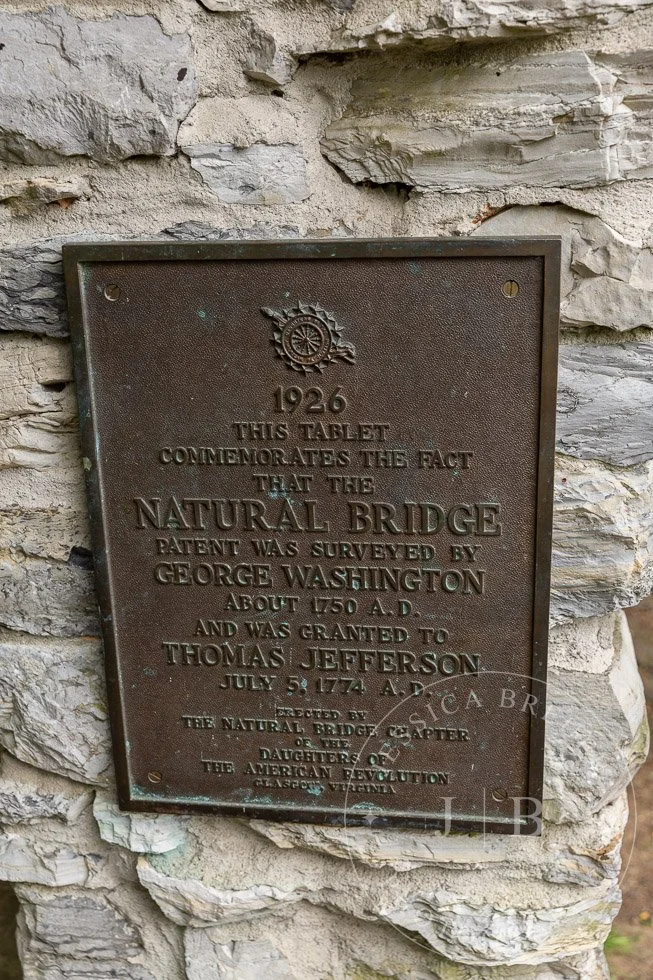 1926
THIS TABLET
COMMEMORATES THE FACT
THAT THE
NATURAL BRIDGE
PATENT WAS SURVEYED BY
GEORGE WASHINGTON
ABOUT 1750 A.D.
AND WAS GRANTED TO
THOMAS JEFFERSON
JULY 5, 1774 A.D.
ERECTED BY
THE NATURAL BRIDGE CHAPTER
OF THE
DAUGHTERS OF
THE AMERICAN REVOLUTION
GLASGOW, VIRGINIA
J | B